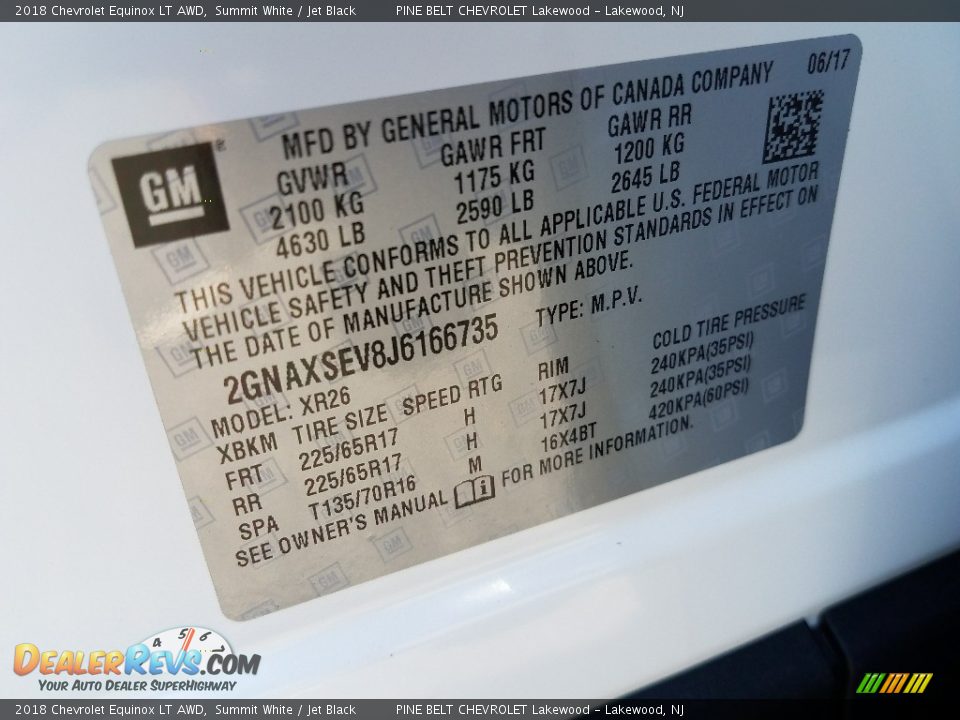 2018 Chevrolet Equinox LT AWD, Summit White / Jet Black PINE BELT CHEVROLET Lakewood - Lakewood, NJ
06/17
MFD BY GENERAL MOTORS OF CANADA COMPANY
GM
GVWR GAWR FRT GAWR RR
2100 KG 1175 KG 1200 KG
4630 LB 2590 LB 2645 LB
THIS VEHICLE CONFORMS TO ALL APPLICABLE U.S. FEDERAL MOTOR
VEHICLE SAFETY AND THEFT PREVENTION STANDARDS IN EFFECT ON
THE DATE OF MANUFACTURE SHOWN ABOVE.
2GNAXSEV8J6166735 TYPE: M.P.V.
MODEL: XR26
XBKM TIRE SIZE SPEED RTG RIM COLD TIRE PRESSURE
FRT 225/65R17 H 17X7J 240KPA(35PSI)
RR 225/65R17 H 17X7J 240KPA(35PSI)
SPA T135/70R16 M 16X4BT 420KPA(60PSI)
SEE OWNER'S MANUAL FOR MORE INFORMATION.
4 5 6
DEALERREVS.COM
YOUR AUTO DEALER SUPERHIGHWAY
2018 Chevrolet Equinox LT AWD, Summit White / Jet Black PINE BELT CHEVROLET Lakewood - Lakewood, NJ